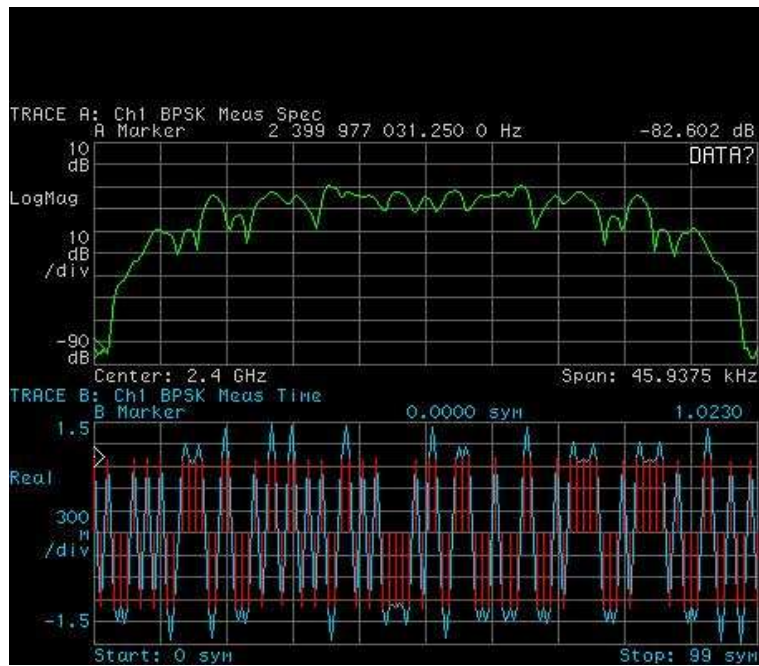 TRACE A: Ch1 BPSK Meas Spec
A Marker 2 399 977 031.250 0 Hz -82.602 dB
10
dB
DATA?
LogMag
10
dB
/div
-90
dB
Center: 2.4 GHz Span: 45.9375 kHz
TRACE B: Ch1 BPSK Meas Time
B Marker 0.0000 sym 1.0230
1.5
Real
300
m
/div
-1.5
Start: 0 sym Stop: 99 sym